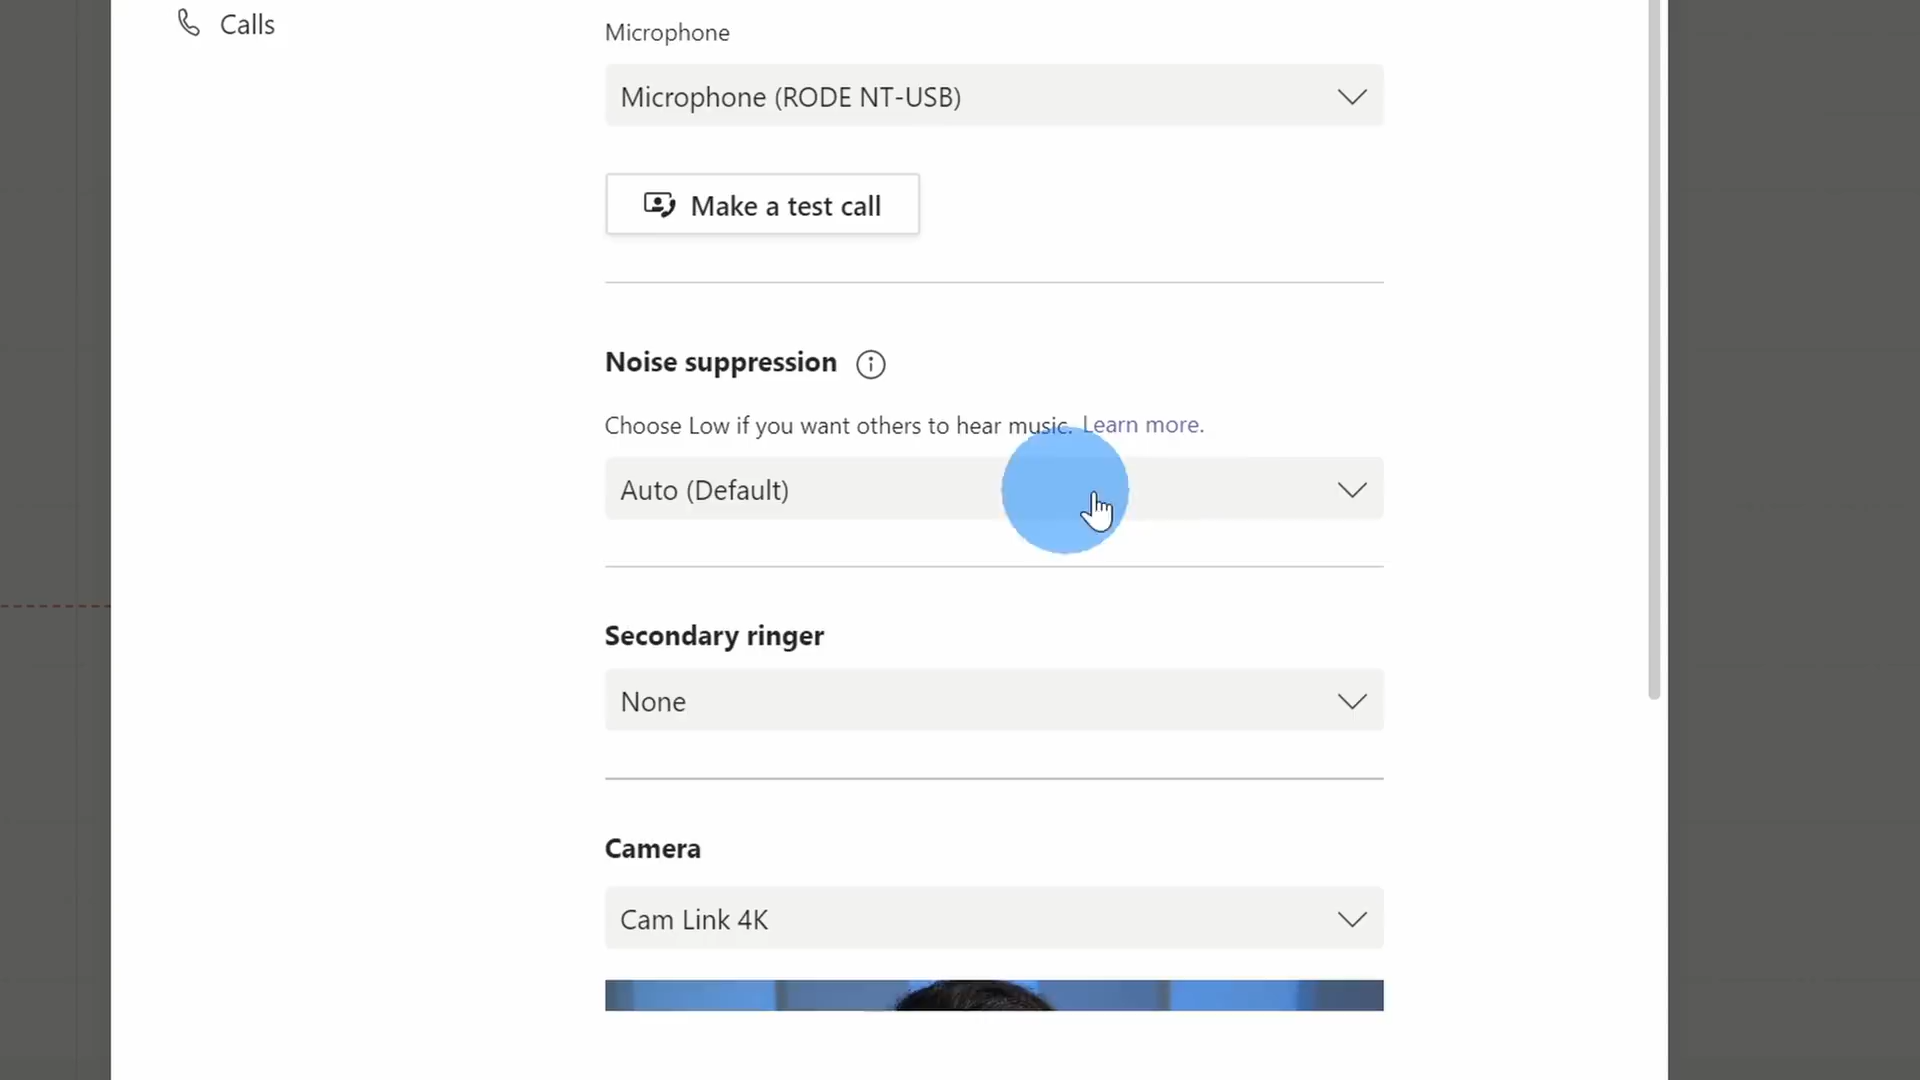 Calls
Microphone
Microphone (RODE NT-USB)
Make a test call
Noise suppression
Choose Low if you want others to hear music. Learn more.
Auto (Default)
Secondary ringer
None
Camera
Cam Link 4K